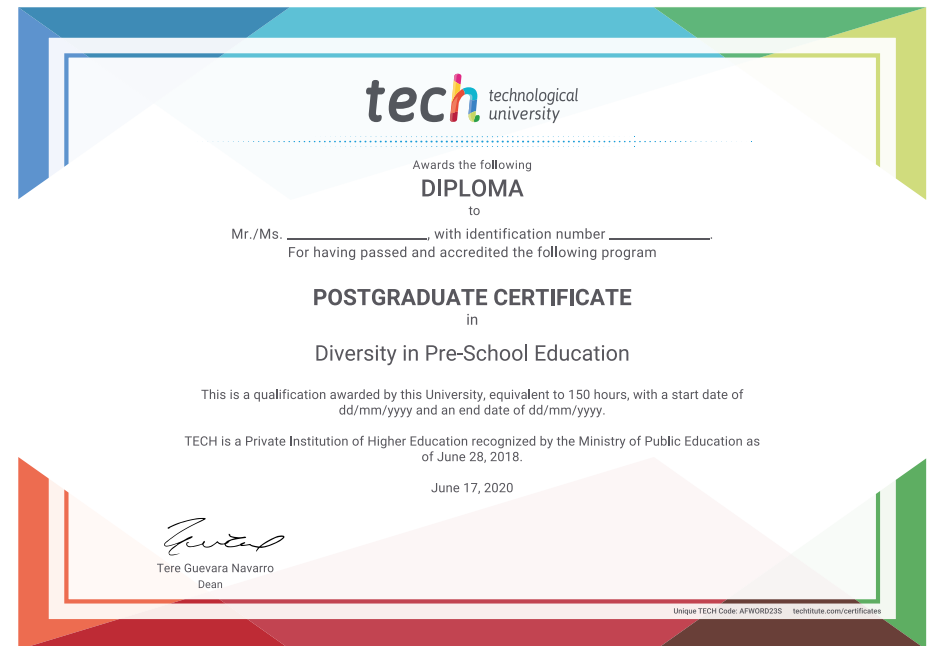 tech technological
university
Awards the following
DIPLOMA
to
Mr./Ms. ____________________, with identification number ______________.
For having passed and accredited the following program
POSTGRADUATE CERTIFICATE
in
Diversity in Pre-School Education
This is a qualification awarded by this University, equivalent to 150 hours, with a start date of
dd/mm/yyyy and an end date of dd/mm/yyyy.
TECH is a Private Institution of Higher Education recognized by the Ministry of Public Education as
of June 28, 2018.
June 17, 2020
Tere Guevara Navarro
Dean
Unique TECH Code: AFWORD23S techtitute.com/certificates